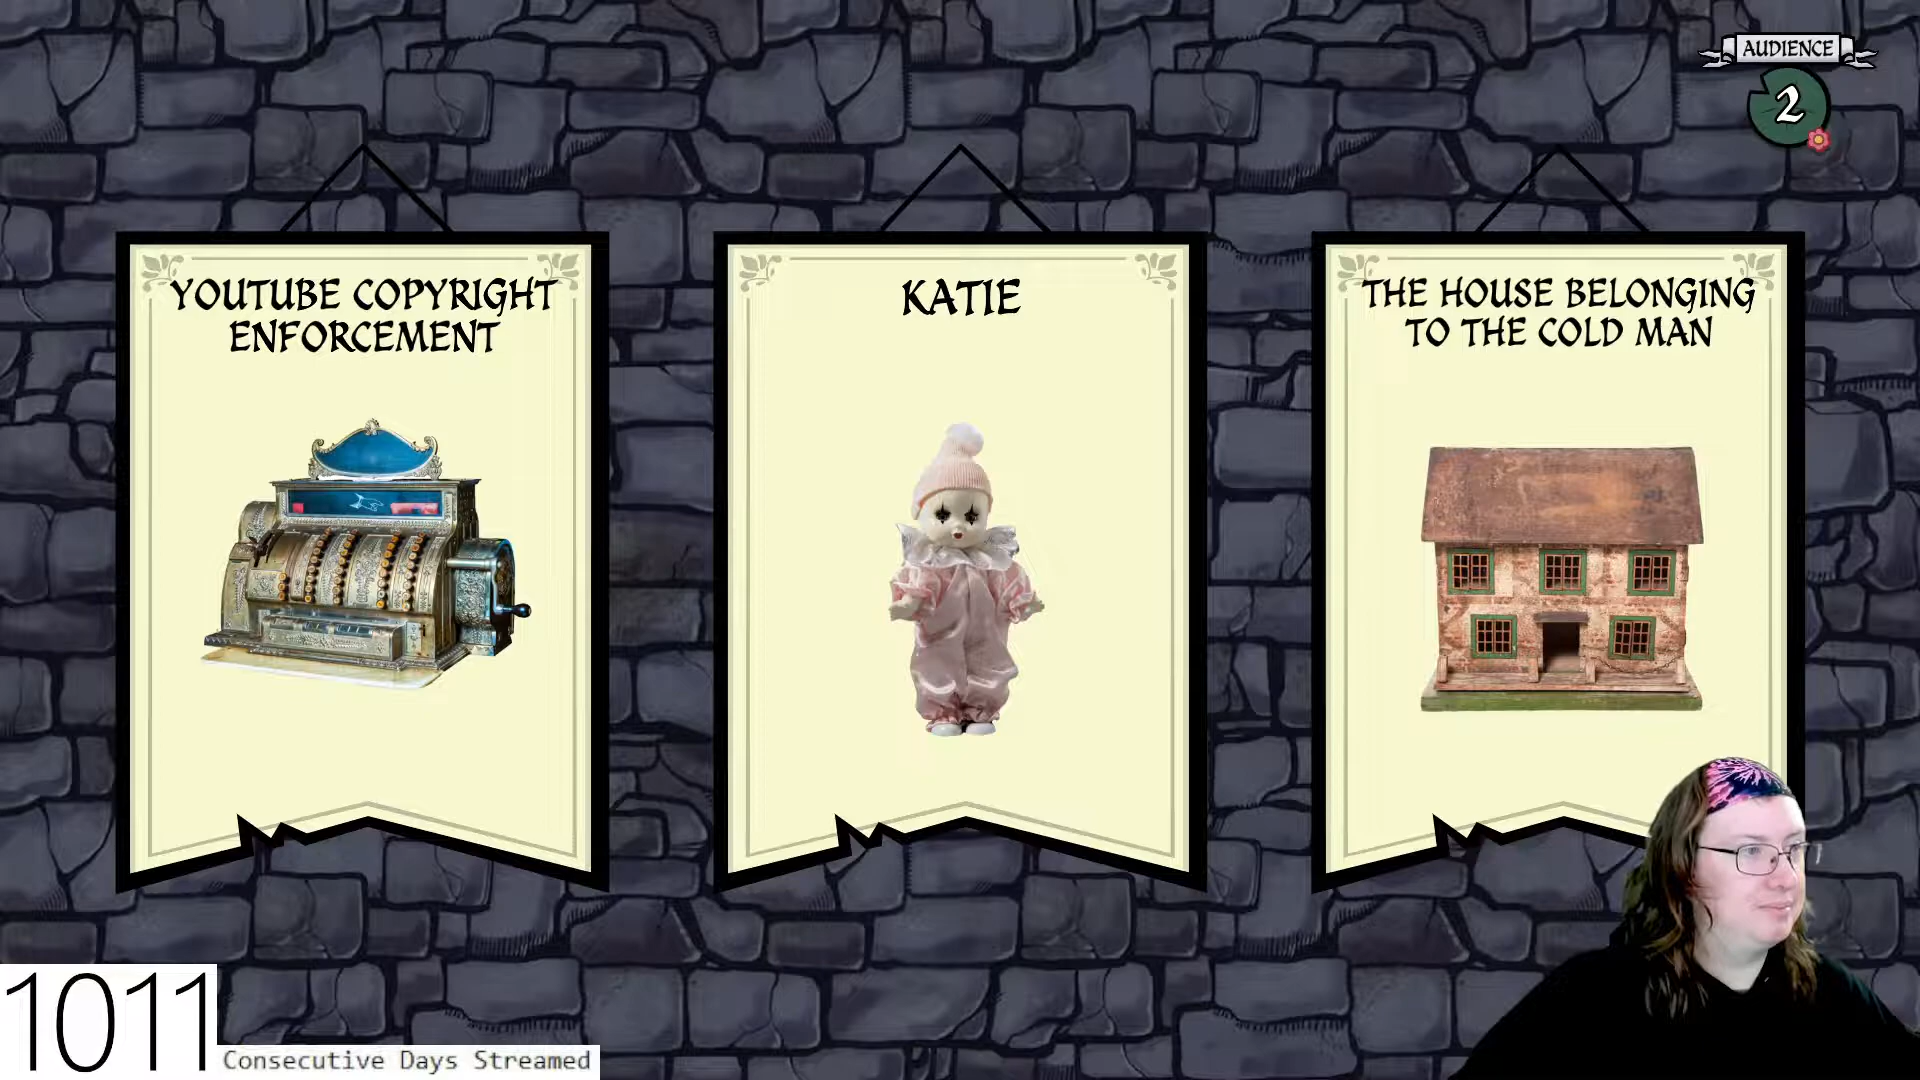 AUDIENCE
2
YOUTUBE COPYRIGHT
ENFORCEMENT
KATIE
THE HOUSE BELONGING
TO THE COLD MAN
1011
Consecutive Days Streamed